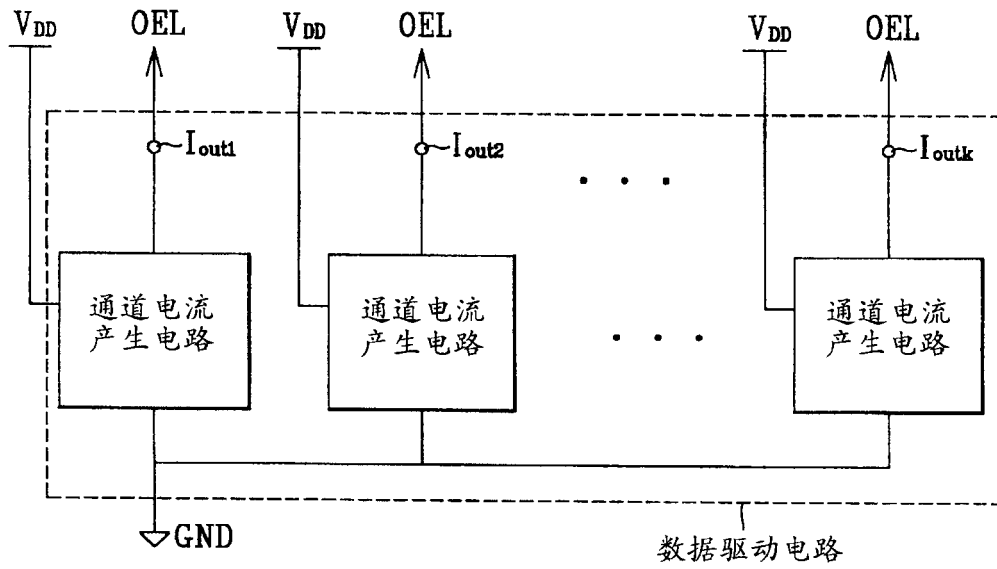 VDD OEL VDD OEL VDD OEL
Iout1 Iout2 Ioutk
通道电流 通道电流 通道电流
产生电路 产生电路 产生电路
GND
数据驱动电路